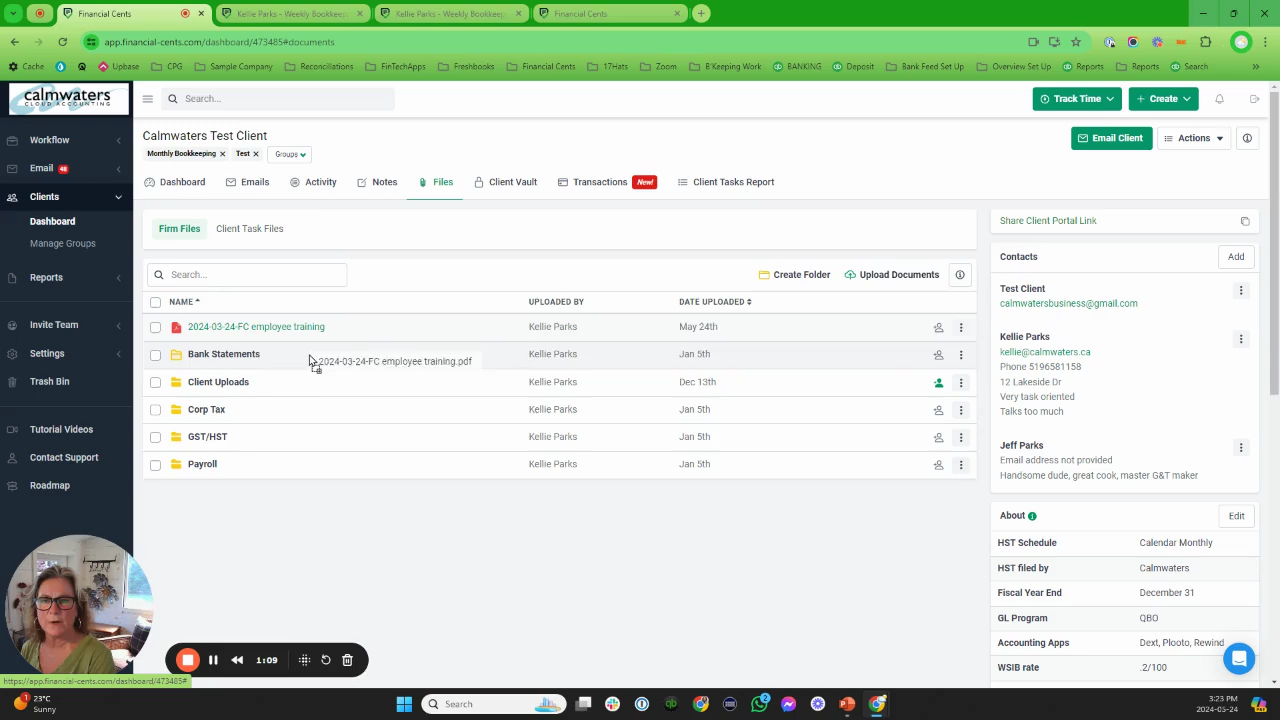 Financial Cents
Kellie Parks - Weekly Bookkeep
Kellie Parks - Weekly Bookkeep
Financial Cents
app.financial-cents.com/dashboard/473485#documents
Cache
Upbase
CPG
Sample Company
Reconciliations
FinTechApps
Freshbooks
Financial Cents
17Hats
Zoom
B'Keeping Work
BANKING
Deposit
Bank Feed Set Up
Overview Set Up
Reports
Reports
Search
calmwaters
CLOUD ACCOUNTING
Search...
Track Time
+ Create
Workflow
Email 48
Clients
Dashboard
Manage Groups
Reports
Invite Team
Settings
Trash Bin
Tutorial Videos
Contact Support
Roadmap
Calmwaters Test Client
Monthly Bookkeeping
Test
Groups
Email Client
Actions
Dashboard
Emails
Activity
Notes
Files
Client Vault
Transactions New!
Client Tasks Report
Firm Files
Client Task Files
Search...
Create Folder
Upload Documents
NAME UPLOADED BY DATE UPLOADED
2024-03-24-FC employee training Kellie Parks May 24th
Bank Statements Kellie Parks Jan 5th
2024-03-24-FC employee training.pdf
Client Uploads Kellie Parks Dec 13th
Corp Tax Kellie Parks Jan 5th
GST/HST Kellie Parks Jan 5th
Payroll Kellie Parks Jan 5th
Share Client Portal Link
Contacts
Add
Test Client
calmwatersbusiness@gmail.com
Kellie Parks
kellie@calmwaters.ca
Phone 5196581158
12 Lakeside Dr
Very task oriented
Talks too much
Jeff Parks
Email address not provided
Handsome dude, great cook, master G&T maker
About
Edit
HST Schedule Calendar Monthly
HST filed by Calmwaters
Fiscal Year End December 31
GL Program QBO
Accounting Apps Dext, Plooto, Rewind
WSIB rate .2/100
1:09
https://app.financial-cents.com/dashboard/473485#
1
23°C
Sunny
Search
2
3:23 PM
2024-05-24